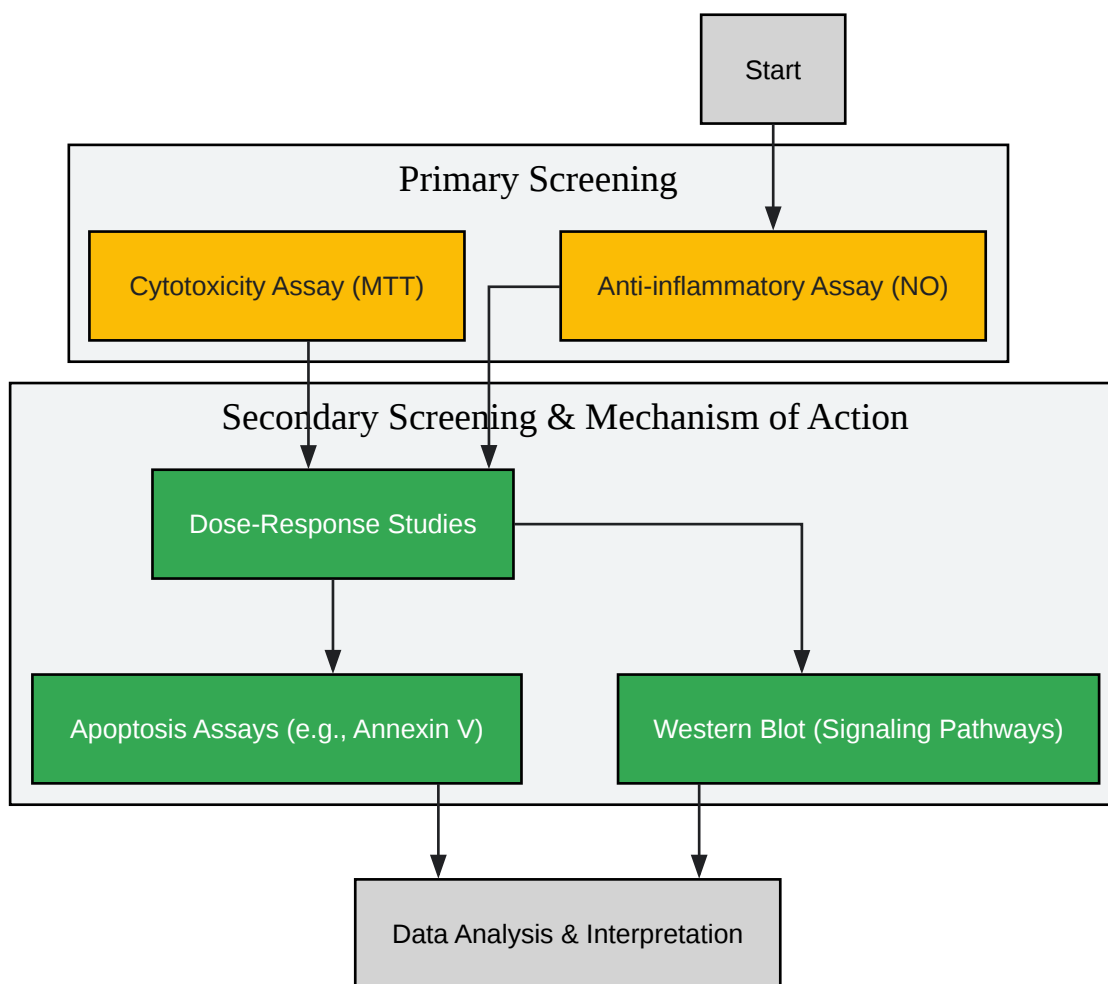 Start
Primary Screening
Cytotoxicity Assay (MTT)
Anti-inflammatory Assay (NO)
Secondary Screening & Mechanism of Action
Dose-Response Studies
Apoptosis Assays (e.g., Annexin V)
Western Blot (Signaling Pathways)
Data Analysis & Interpretation